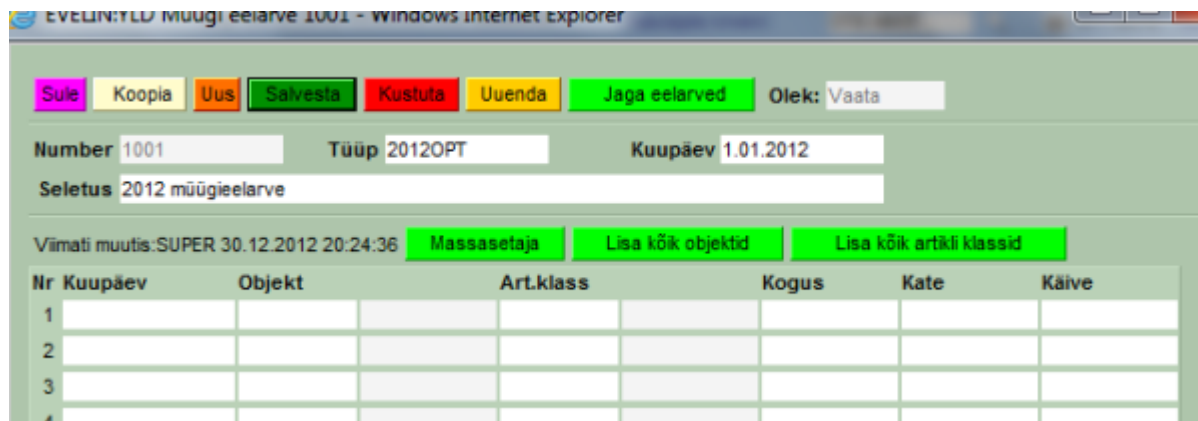 EVELIN:YLD Müügi eelarve 1001 - Windows Internet Explorer
Sule Koopia Uus Salvesta Kustuta Uuenda Jaga eelarved Olek: Vaata
Number 1001 Tüüp 2012OPT Kuupäev 1.01.2012
Seletus 2012 müügieelarve
Viimati muutis:SUPER 30.12.2012 20:24:36 Massasetaja Lisa kõik objektid Lisa kõik artikli klassid
Nr Kuupäev Objekt Art.klass Kogus Kate Käive
1
2
3
4